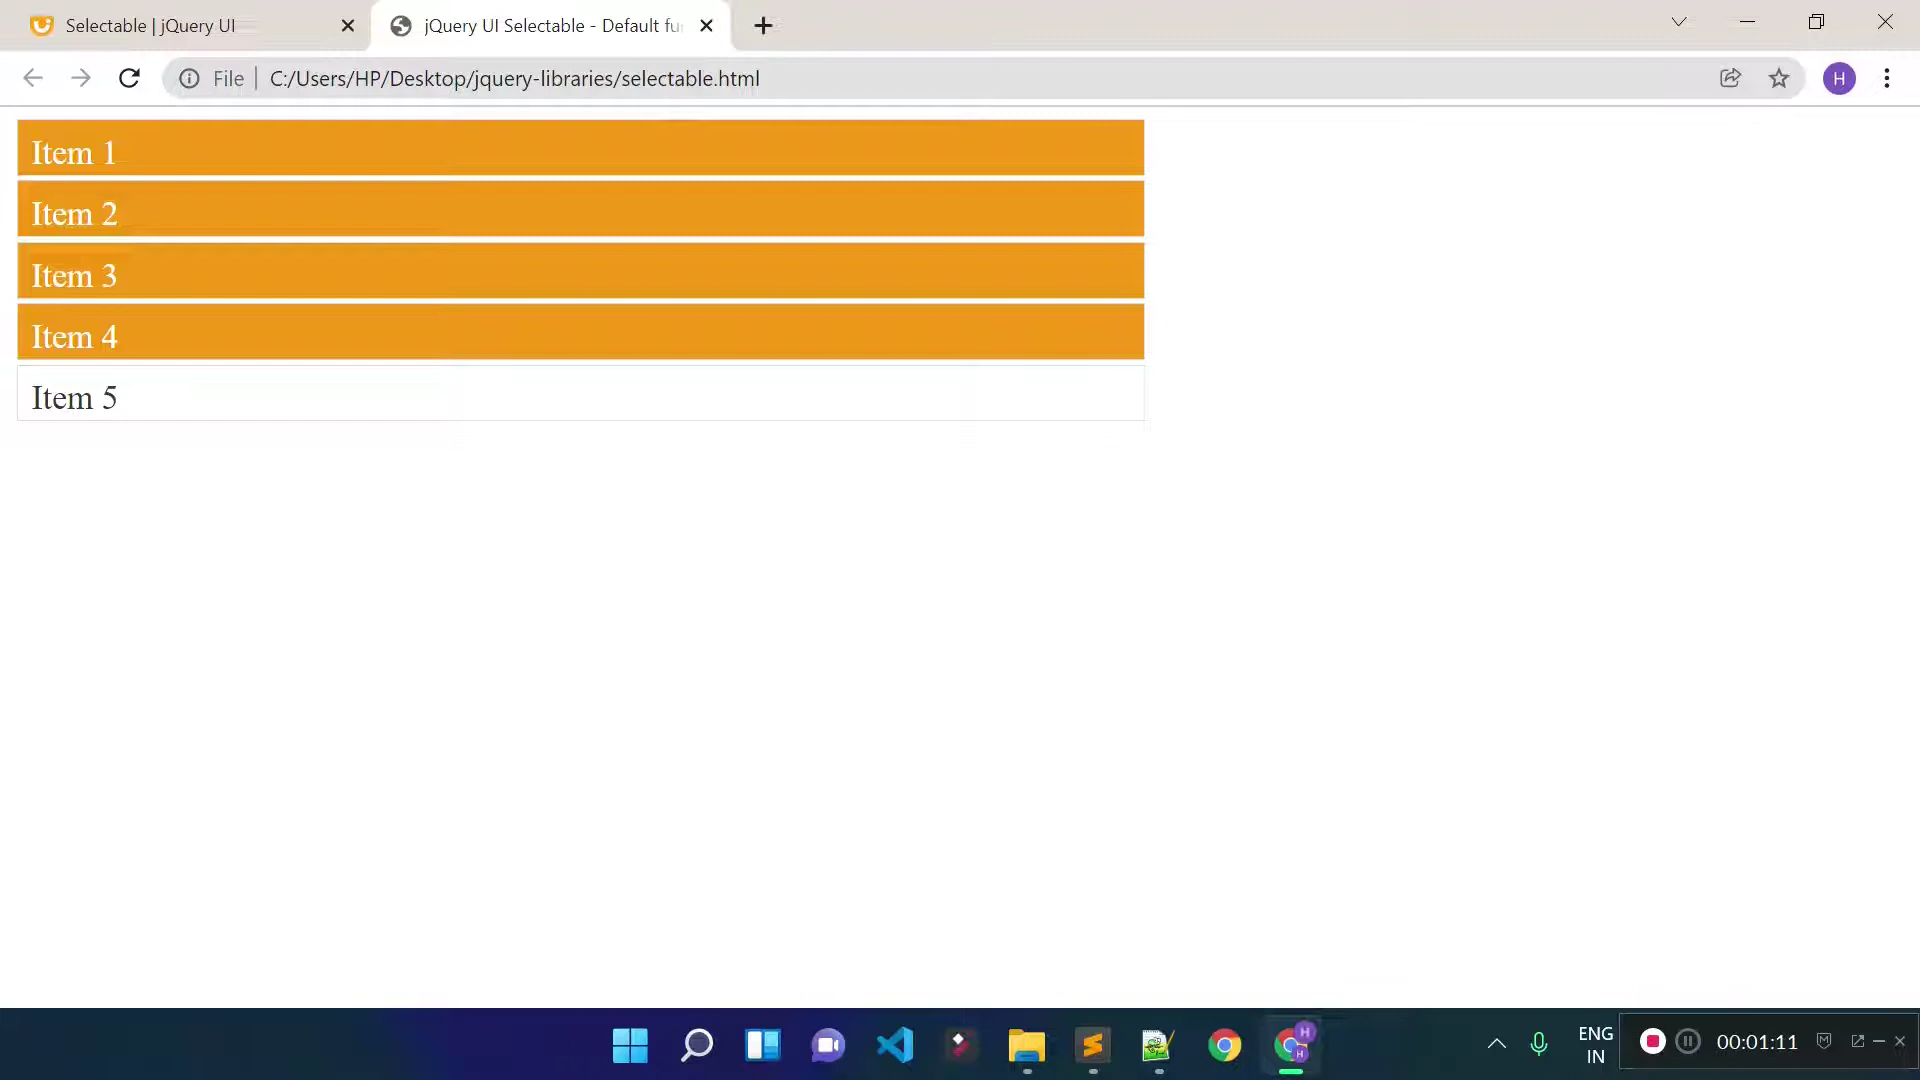 Selectable | jQuery UI
jQuery UI Selectable - Default fu
File
C:/Users/HP/Desktop/jquery-libraries/selectable.html
H
Item 1
Item 2
Item 3
Item 4
Item 5
H
H
ENG
IN
00:01:11